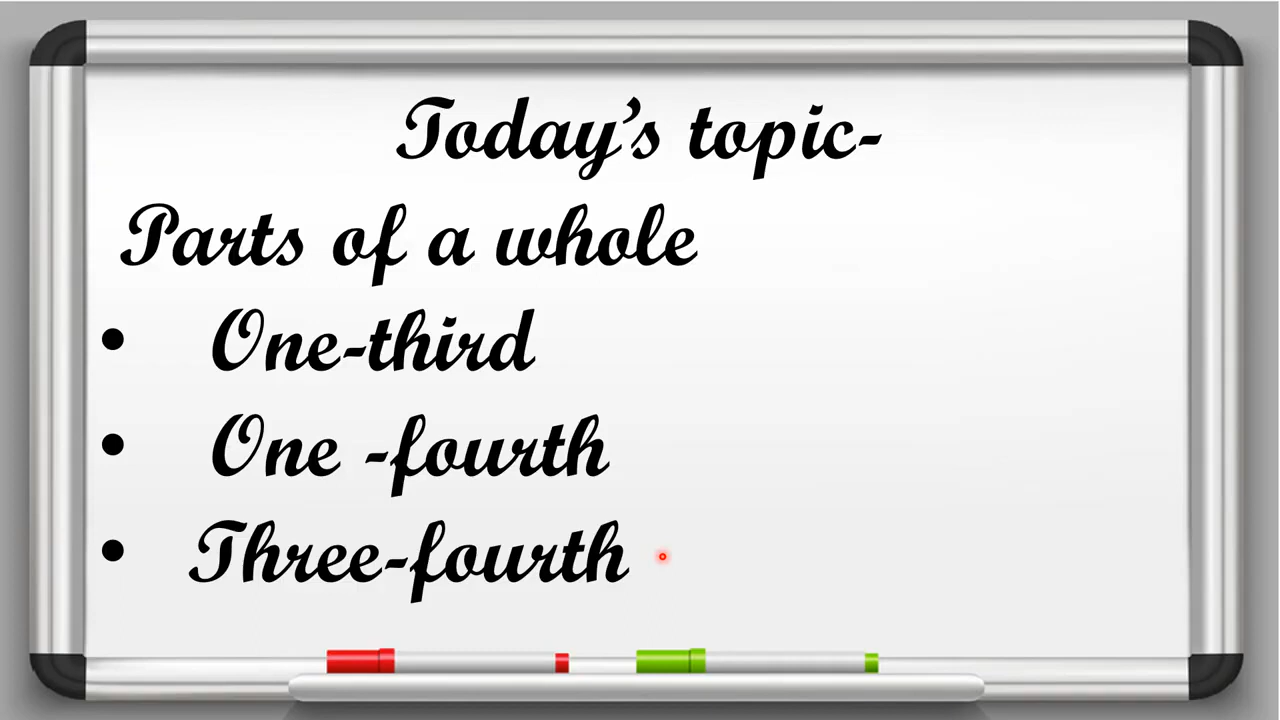 Today's topic-
Parts of a whole
• One-third
• One -fourth
• Three-fourth